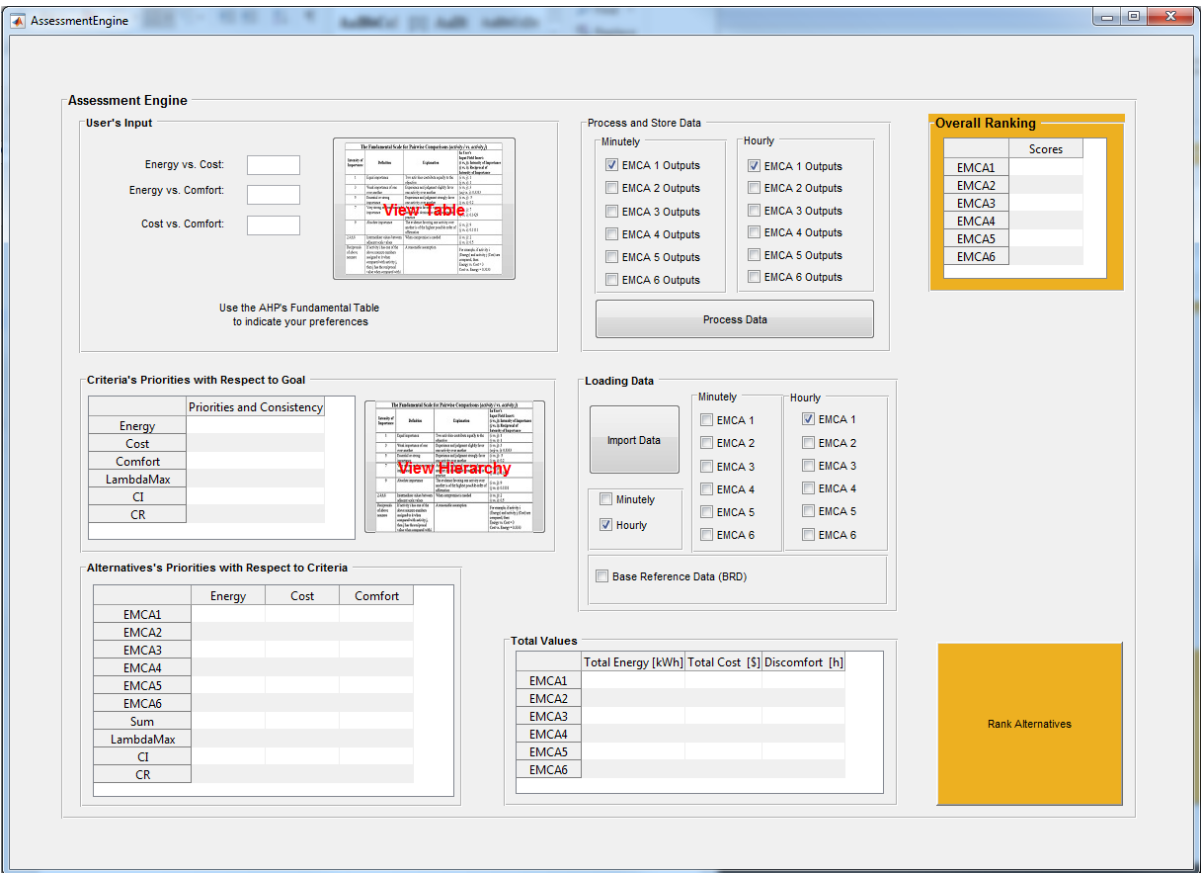 AssessmentEngine
Assessment Engine
User's Input
Energy vs. Cost:
Energy vs. Comfort:
Cost vs. Comfort:
The Fundamental Scale for Pairwise Comparisons (activity i vs. activity j)
View Table
Use the AHP's Fundamental Table
to indicate your preferences
Process and Store Data
Minutely
EMCA 1 Outputs
EMCA 2 Outputs
EMCA 3 Outputs
EMCA 4 Outputs
EMCA 5 Outputs
EMCA 6 Outputs
Hourly
EMCA 1 Outputs
EMCA 2 Outputs
EMCA 3 Outputs
EMCA 4 Outputs
EMCA 5 Outputs
EMCA 6 Outputs
Process Data
Overall Ranking
Scores
EMCA1
EMCA2
EMCA3
EMCA4
EMCA5
EMCA6
Criteria's Priorities with Respect to Goal
Priorities and Consistency
Energy
Cost
Comfort
LambdaMax
CI
CR
The Fundamental Scale for Pairwise Comparisons (activity i vs. activity j)
View Hierarchy
Loading Data
Import Data
Minutely
Hourly
Minutely
EMCA 1
EMCA 2
EMCA 3
EMCA 4
EMCA 5
EMCA 6
Hourly
EMCA 1
EMCA 2
EMCA 3
EMCA 4
EMCA 5
EMCA 6
Base Reference Data (BRD)
Alternatives's Priorities with Respect to Criteria
Energy Cost Comfort
EMCA1
EMCA2
EMCA3
EMCA4
EMCA5
EMCA6
Sum
LambdaMax
CI
CR
Total Values
Total Energy [kWh] Total Cost [$] Discomfort [h]
EMCA1
EMCA2
EMCA3
EMCA4
EMCA5
EMCA6
Rank Alternatives